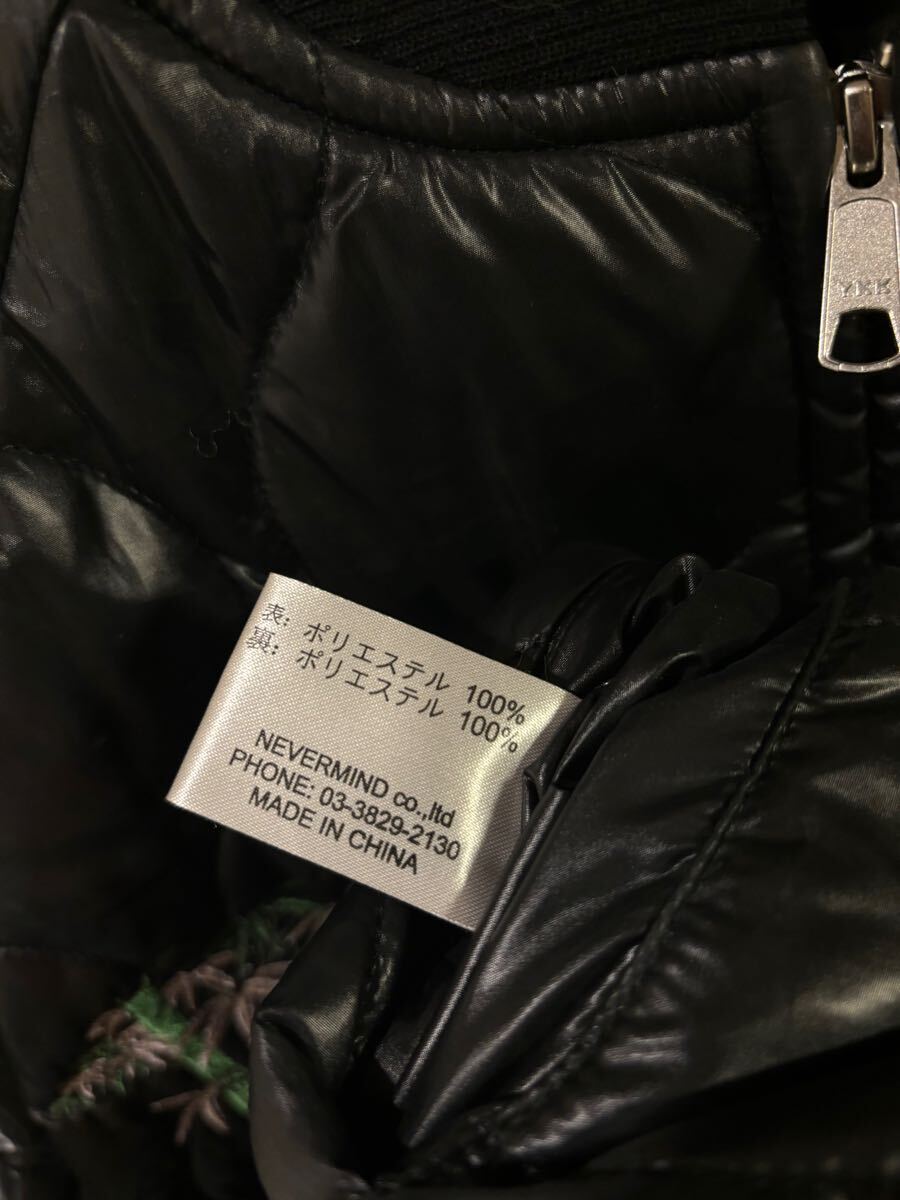 YKK
表: ポリエステル 100%
裏: ポリエステル 100%
NEVERMIND co.,ltd
PHONE: 03-3829-2130
MADE IN CHINA